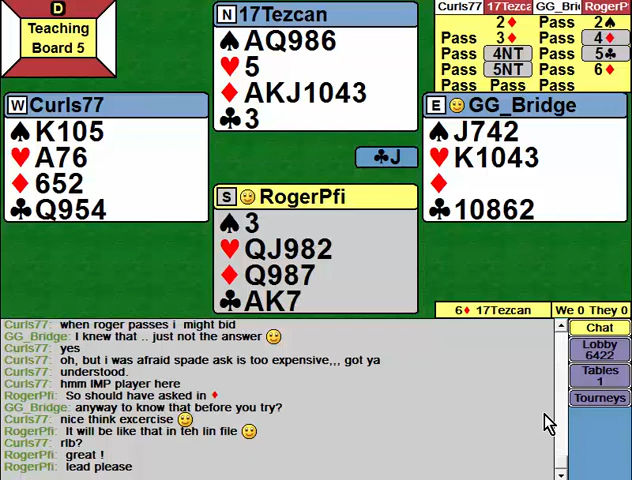 D
Teaching
Board 5
N 17Tezcan
♠ AQ986
♥ 5
♦ AKJ1043
♣ 3
Curls77 17Tezca GG_Brid RogerP
2♦ Pass 2♠
Pass 3♦ Pass 4♦
Pass 4NT Pass 5♣
Pass 5NT Pass 6♦
Pass Pass Pass
W Curls77
♠ K105
♥ A76
♦ 652
♣ Q954
♣ J
E GG_Bridge
♠ J742
♥ K1043
♦
♣ 10862
S RogerPfi
♠ 3
♥ QJ982
♦ Q987
♣ AK7
6♦ 17Tezcan We 0 They 0
Curls77: when roger passes i might bid
GG_Bridge: I knew that .. just not the answer
Curls77: yes
Curls77: oh, but i was afraid spade ask is too expensive,,, got ya
Curls77: understood.
Curls77: hmm IMP player here
RogerPfi: So should have asked in ♦
GG_Bridge: anyway to know that before you try?
Curls77: nice think excercise
RogerPfi: It will be like that in teh lin file
Curls77: rlb?
RogerPfi: great !
RogerPfi: lead please
Chat
Lobby
6422
Tables
1
Tourneys